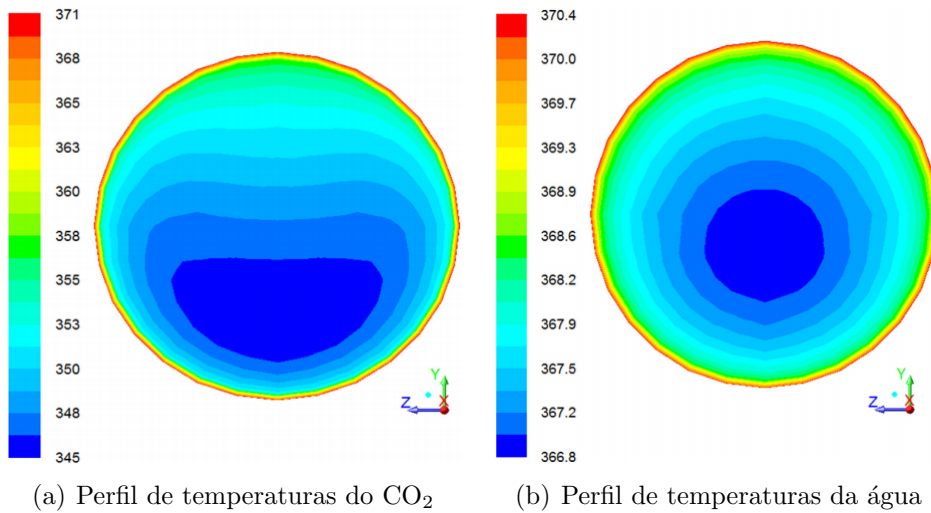 371
368
365
363
360
358
355
353
350
348
345
Y
Z
X
370.4
370.0
369.7
369.3
368.9
368.6
368.2
367.9
367.5
367.2
366.8
Y
Z
X
(a) Perfil de temperaturas do CO₂
(b) Perfil de temperaturas da água